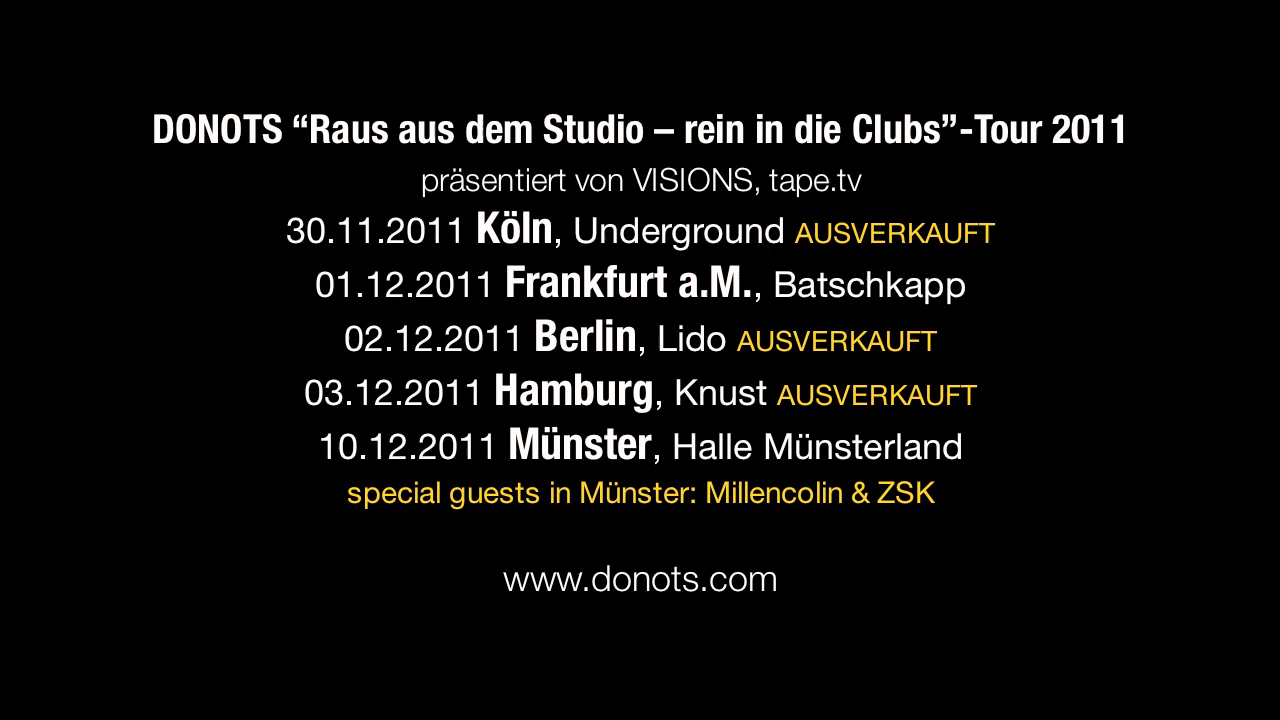 DONOTS “Raus aus dem Studio – rein in die Clubs”-Tour 2011
präsentiert von VISIONS, tape.tv
30.11.2011 Köln, Underground AUSVERKAUFT
01.12.2011 Frankfurt a.M., Batschkapp
02.12.2011 Berlin, Lido AUSVERKAUFT
03.12.2011 Hamburg, Knust AUSVERKAUFT
10.12.2011 Münster, Halle Münsterland
special guests in Münster: Millencolin & ZSK
www.donots.com